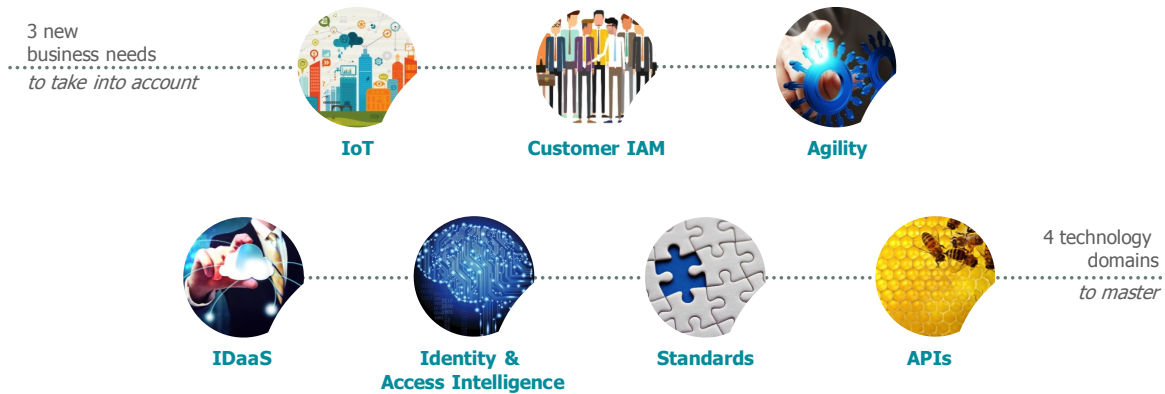 3 new
business needs
to take into account
IoT
Customer IAM
Agility
4 technology
domains
to master
IDaaS
Identity &
Access Intelligence
Standards
APIs